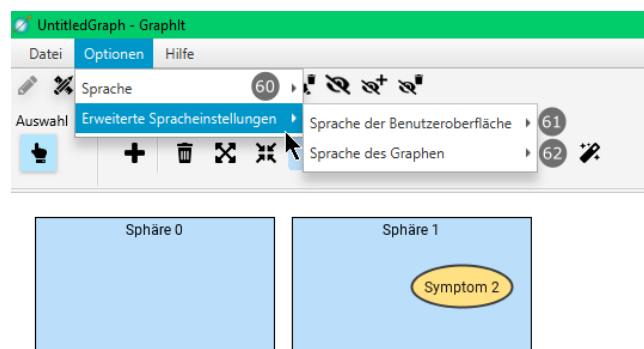 UntitledGraph - GraphIt
Datei Optionen Hilfe
Sprache 60
Auswahl Erweiterte Spracheinstellungen Sprache der Benutzeroberfläche 61
Sprache des Graphen 62
Sphäre 0 Sphäre 1
Symptom 2